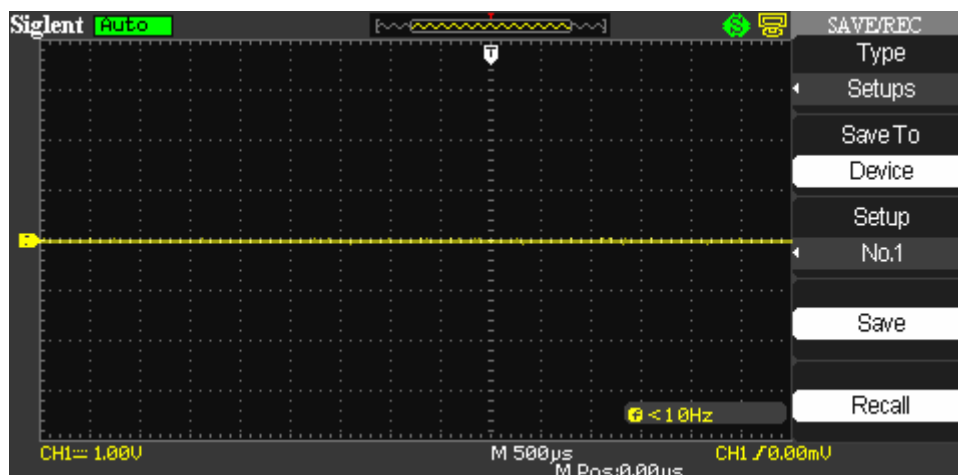 Siglent Auto SAVE/REC
T
Type
Setups
Save To
Device
Setup
No.1
Save
Recall
f <10Hz
CH1 1.00V M 500µs CH1 0.00mV
M Pos:0.00µs